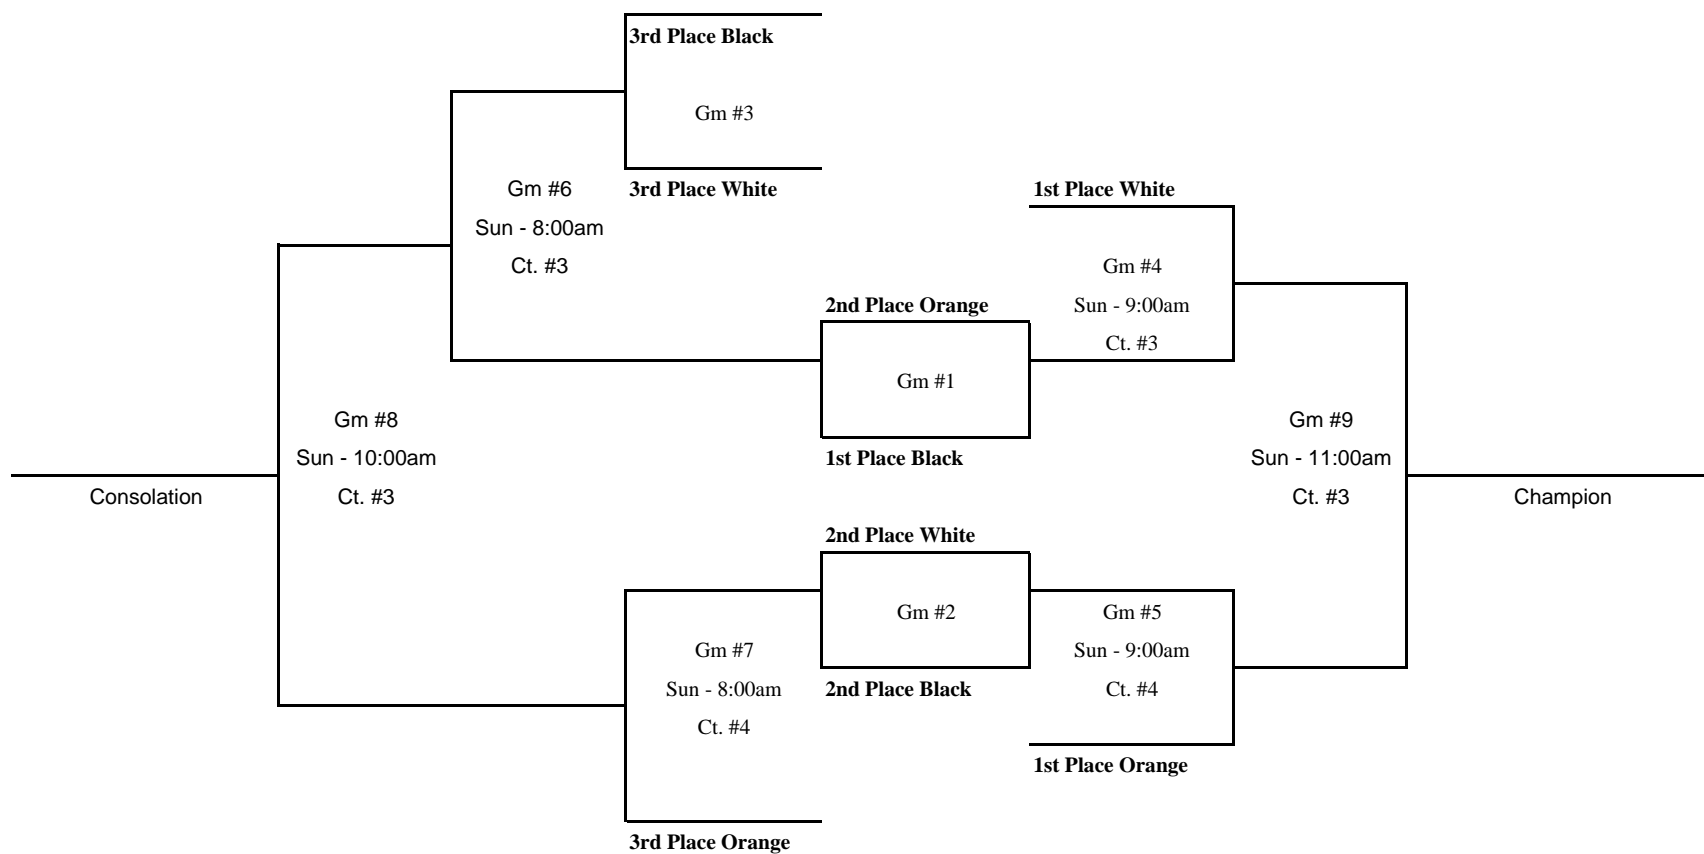 3rd Place Black
Gm #3
3rd Place White
Gm #6
Sun - 8:00am
Ct. #3
1st Place White
Gm #4
Sun - 9:00am
Ct. #3
2nd Place Orange
Gm #1
1st Place Black
Gm #8
Sun - 10:00am
Ct. #3
Consolation
Gm #9
Sun - 11:00am
Ct. #3
Champion
2nd Place White
Gm #2
2nd Place Black
Gm #7
Sun - 8:00am
Ct. #4
Gm #5
Sun - 9:00am
Ct. #4
1st Place Orange
3rd Place Orange